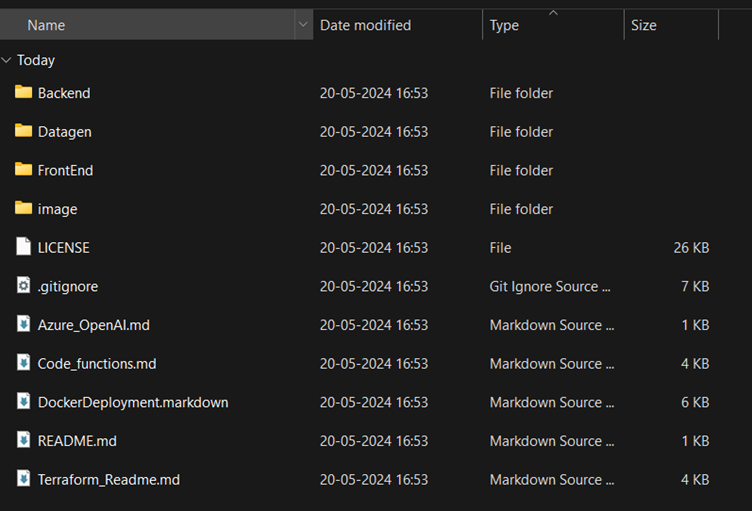 Name Date modified Type Size
Today
Backend 20-05-2024 16:53 File folder
Datagen 20-05-2024 16:53 File folder
FrontEnd 20-05-2024 16:53 File folder
image 20-05-2024 16:53 File folder
LICENSE 20-05-2024 16:53 File 26 KB
.gitignore 20-05-2024 16:53 Git Ignore Source ... 7 KB
Azure_OpenAI.md 20-05-2024 16:53 Markdown Source ... 1 KB
Code_functions.md 20-05-2024 16:53 Markdown Source ... 4 KB
DockerDeployment.markdown 20-05-2024 16:53 Markdown Source ... 6 KB
README.md 20-05-2024 16:53 Markdown Source ... 1 KB
Terraform_Readme.md 20-05-2024 16:53 Markdown Source ... 4 KB